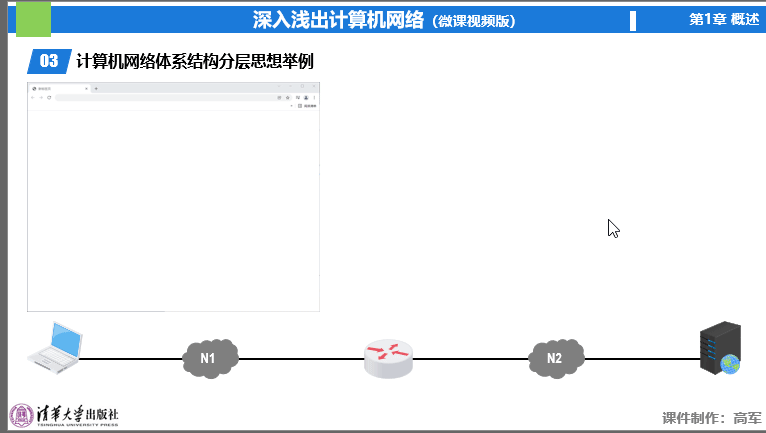 深入浅出计算机网络（微课视频版）
第1章 概述
03 计算机网络体系结构分层思想举例
N1
N2
清华大学出版社
TSINGHUA UNIVERSITY PRESS
课件制作：高军